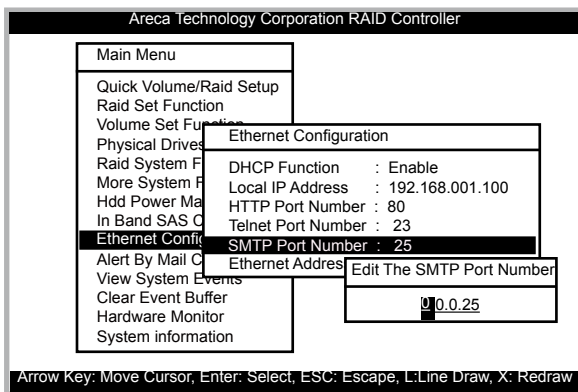 Areca Technology Corporation RAID Controller
Main Menu
Quick Volume/Raid Setup
Raid Set Function
Volume Set Function
Physical Drives
Raid System F
More System F
Hdd Power Ma
In Band SAS C
Ethernet Config
Alert By Mail C
View System Events
Clear Event Buffer
Hardware Monitor
System information
Ethernet Configuration
DHCP Function : Enable
Local IP Address : 192.168.001.100
HTTP Port Number : 80
Telnet Port Number : 23
SMTP Port Number : 25
Ethernet Addres
Edit The SMTP Port Number
0 0.0.25
Arrow Key: Move Cursor, Enter: Select, ESC: Escape, L:Line Draw, X: Redraw